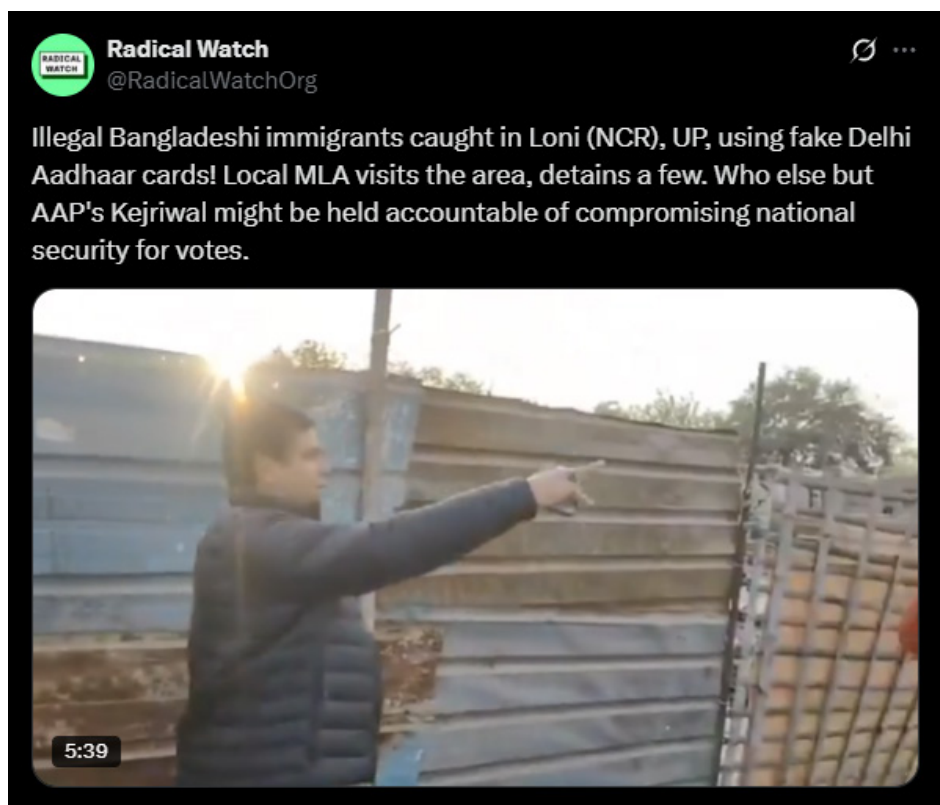 RADICAL
WATCH
Radical Watch
@RadicalWatchOrg
Illegal Bangladeshi immigrants caught in Loni (NCR), UP, using fake Delhi
Aadhaar cards! Local MLA visits the area, detains a few. Who else but
AAP's Kejriwal might be held accountable of compromising national
security for votes.
5:39